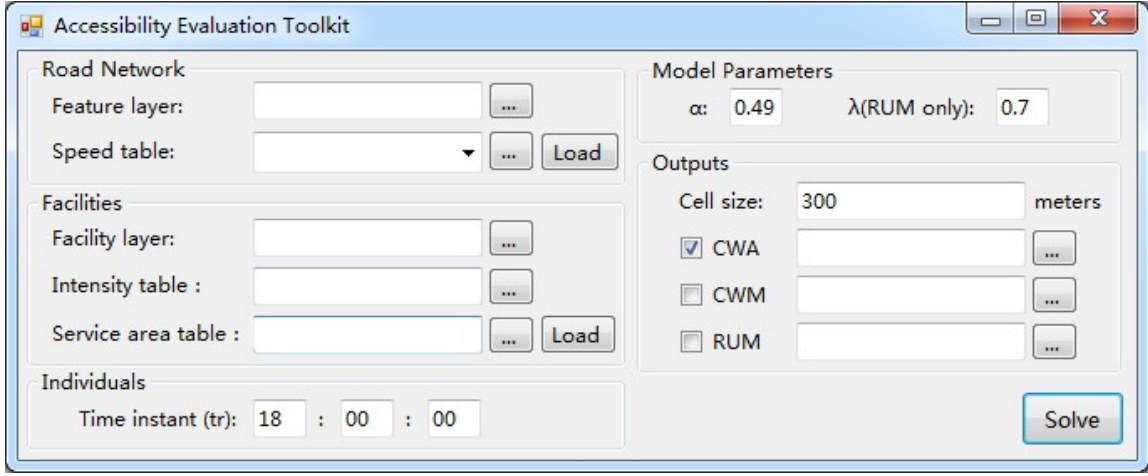 Accessibility Evaluation Toolkit
Road Network
Feature layer: ...
Speed table: ... Load
Facilities
Facility layer: ...
Intensity table : ...
Service area table : ... Load
Individuals
Time instant (tr): 18 : 00 : 00
Model Parameters
α: 0.49 λ(RUM only): 0.7
Outputs
Cell size: 300 meters
CWA ...
CWM ...
RUM ...
Solve